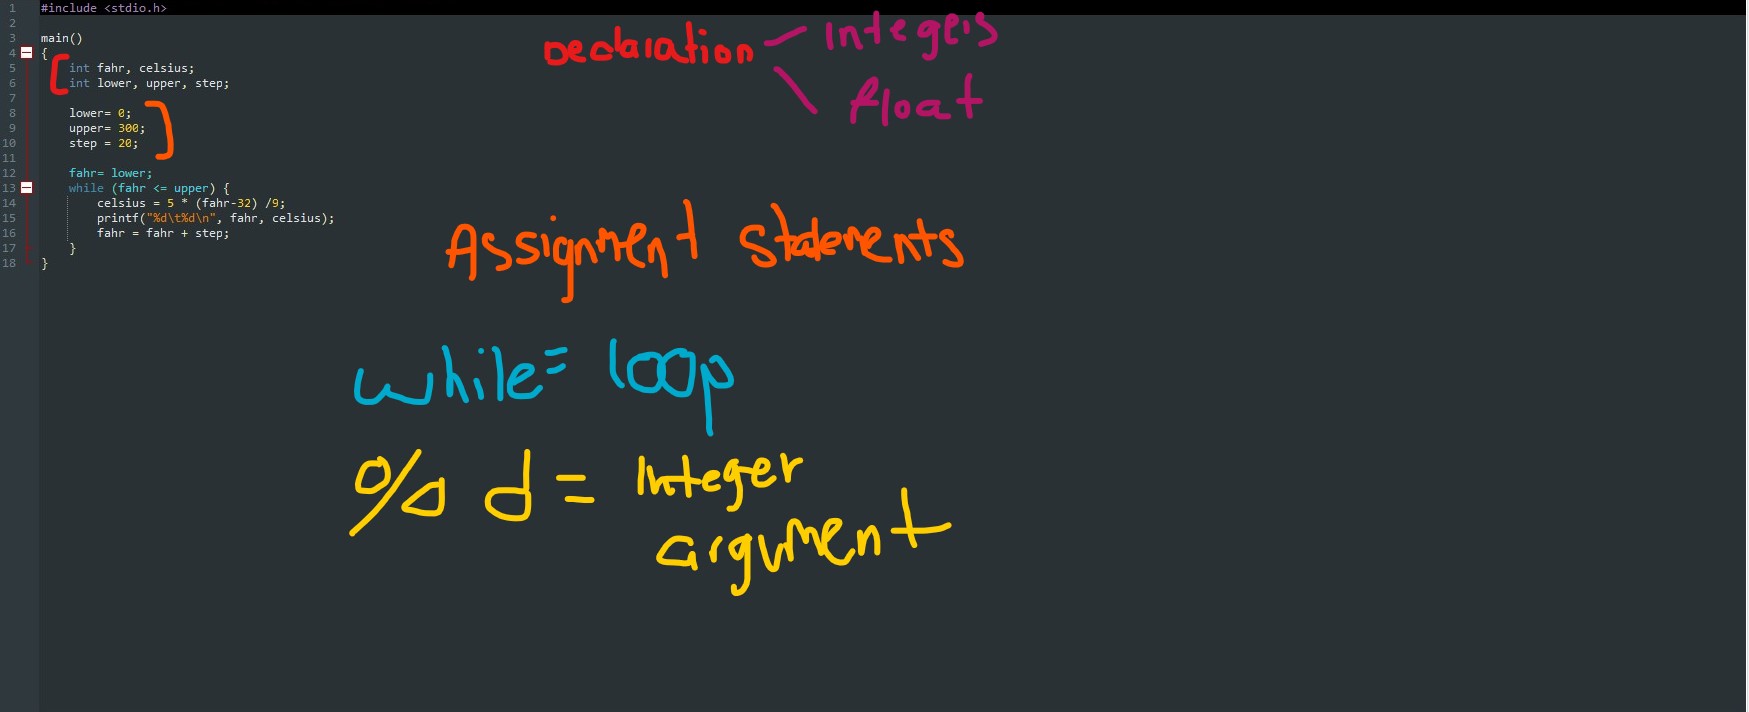 1 #include <stdio.h>
2
3 main()
4 {
5 int fahr, celsius;
6 int lower, upper, step;
7
8 lower= 0;
9 upper= 300;
10 step = 20;
11
12 fahr= lower;
13 while (fahr <= upper) {
14 celsius = 5 * (fahr-32) /9;
15 printf("%d\t%d\n", fahr, celsius);
16 fahr = fahr + step;
17 }
18 }
Declaration
Integers
float
Assignment Statements
while= loop
% d = Integer
argument